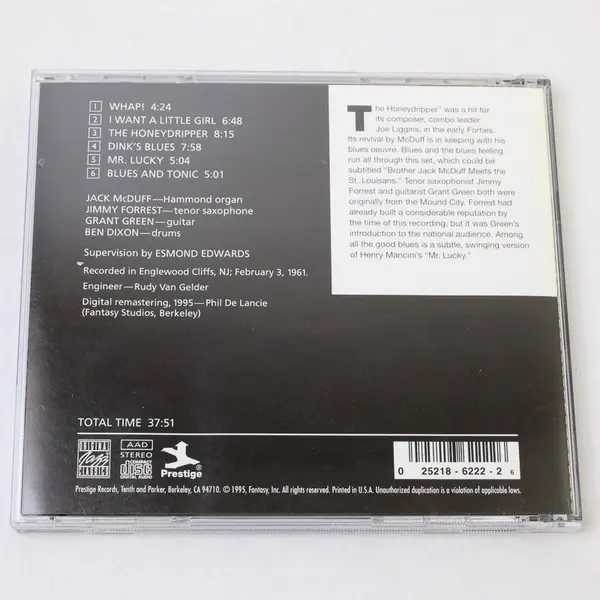 1 WHAP! 4:24
2 I WANT A LITTLE GIRL 6:48
3 THE HONEYDRIPPER 8:15
4 DINK'S BLUES 7:58
5 MR. LUCKY 5:04
6 BLUES AND TONIC 5:01
JACK McDUFF—Hammond organ
JIMMY FORREST—tenor saxophone
GRANT GREEN—guitar
BEN DIXON—drums
Supervision by ESMOND EDWARDS
Recorded in Englewood Cliffs, NJ; February 3, 1961.
Engineer—Rudy Van Gelder
Digital remastering, 1995—Phil De Lancie
(Fantasy Studios, Berkeley)
The Honeydripper" was a hit for
its composer, combo leader
Joe Liggins, in the early Forties.
Its revival by McDuff is in keeping with his
blues oeuvre. Blues and the blues feeling
run all through this set, which could be
subtitled "Brother Jack McDuff Meets the
St. Louisans." Tenor saxophonist Jimmy
Forrest and guitarist Grant Green both were
originally from the Mound City, Forrest had
already built a considerable reputation by
the time of this recording, but it was Green's
introduction to the national audience. Among
all the good blues is a subtle, swinging version
of Henry Mancini's "Mr. Lucky."
TOTAL TIME 37:51
ORIGINAL
Jazz
CLASSICS
AAD
STEREO
COMPACT
disc
DIGITAL AUDIO
Prestige
0 25218-6222-2 6
Prestige Records, Tenth and Parker, Berkeley, CA 94710. © 1995, Fantasy, Inc. All rights reserved. Printed in U.S.A. Unauthorized duplication is a violation of applicable laws.